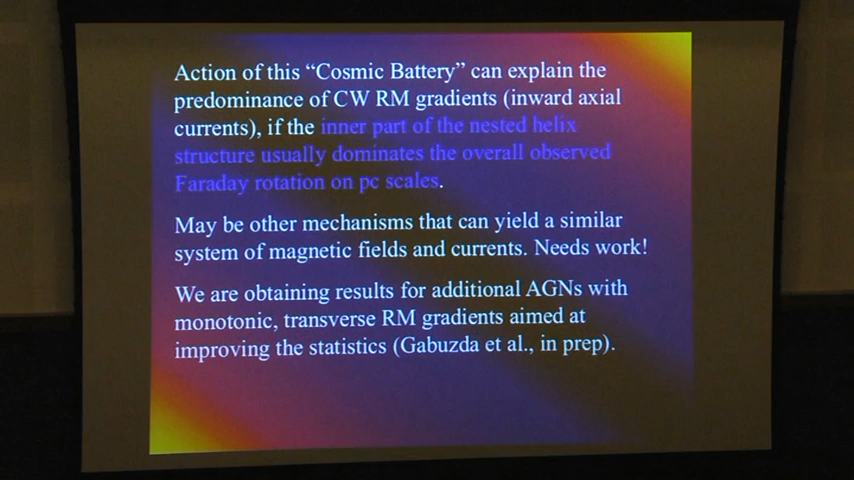 Action of this “Cosmic Battery” can explain the
predominance of CW RM gradients (inward axial
currents), if the inner part of the nested helix
structure usually dominates the overall observed
Faraday rotation on pc scales.
May be other mechanisms that can yield a similar
system of magnetic fields and currents. Needs work!
We are obtaining results for additional AGNs with
monotonic, transverse RM gradients aimed at
improving the statistics (Gabuzda et al., in prep).